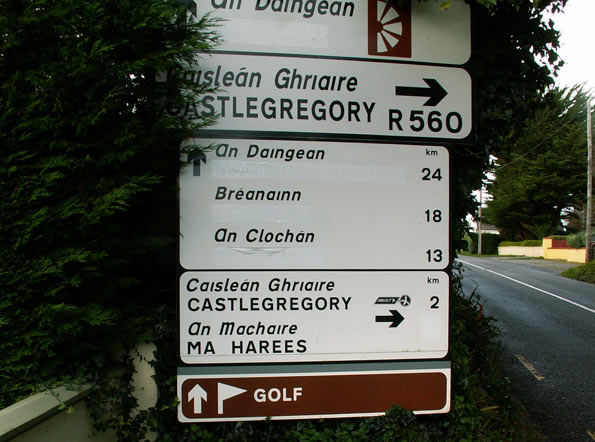 An Daingean
Caisleán Ghriaire
CASTLEGREGORY R560
An Daingean km
24
Bréanainn
18
An Clochán
13
Caisleán Ghriaire km
CASTLEGREGORY 2
An Machaire
MA HAREES
GOLF